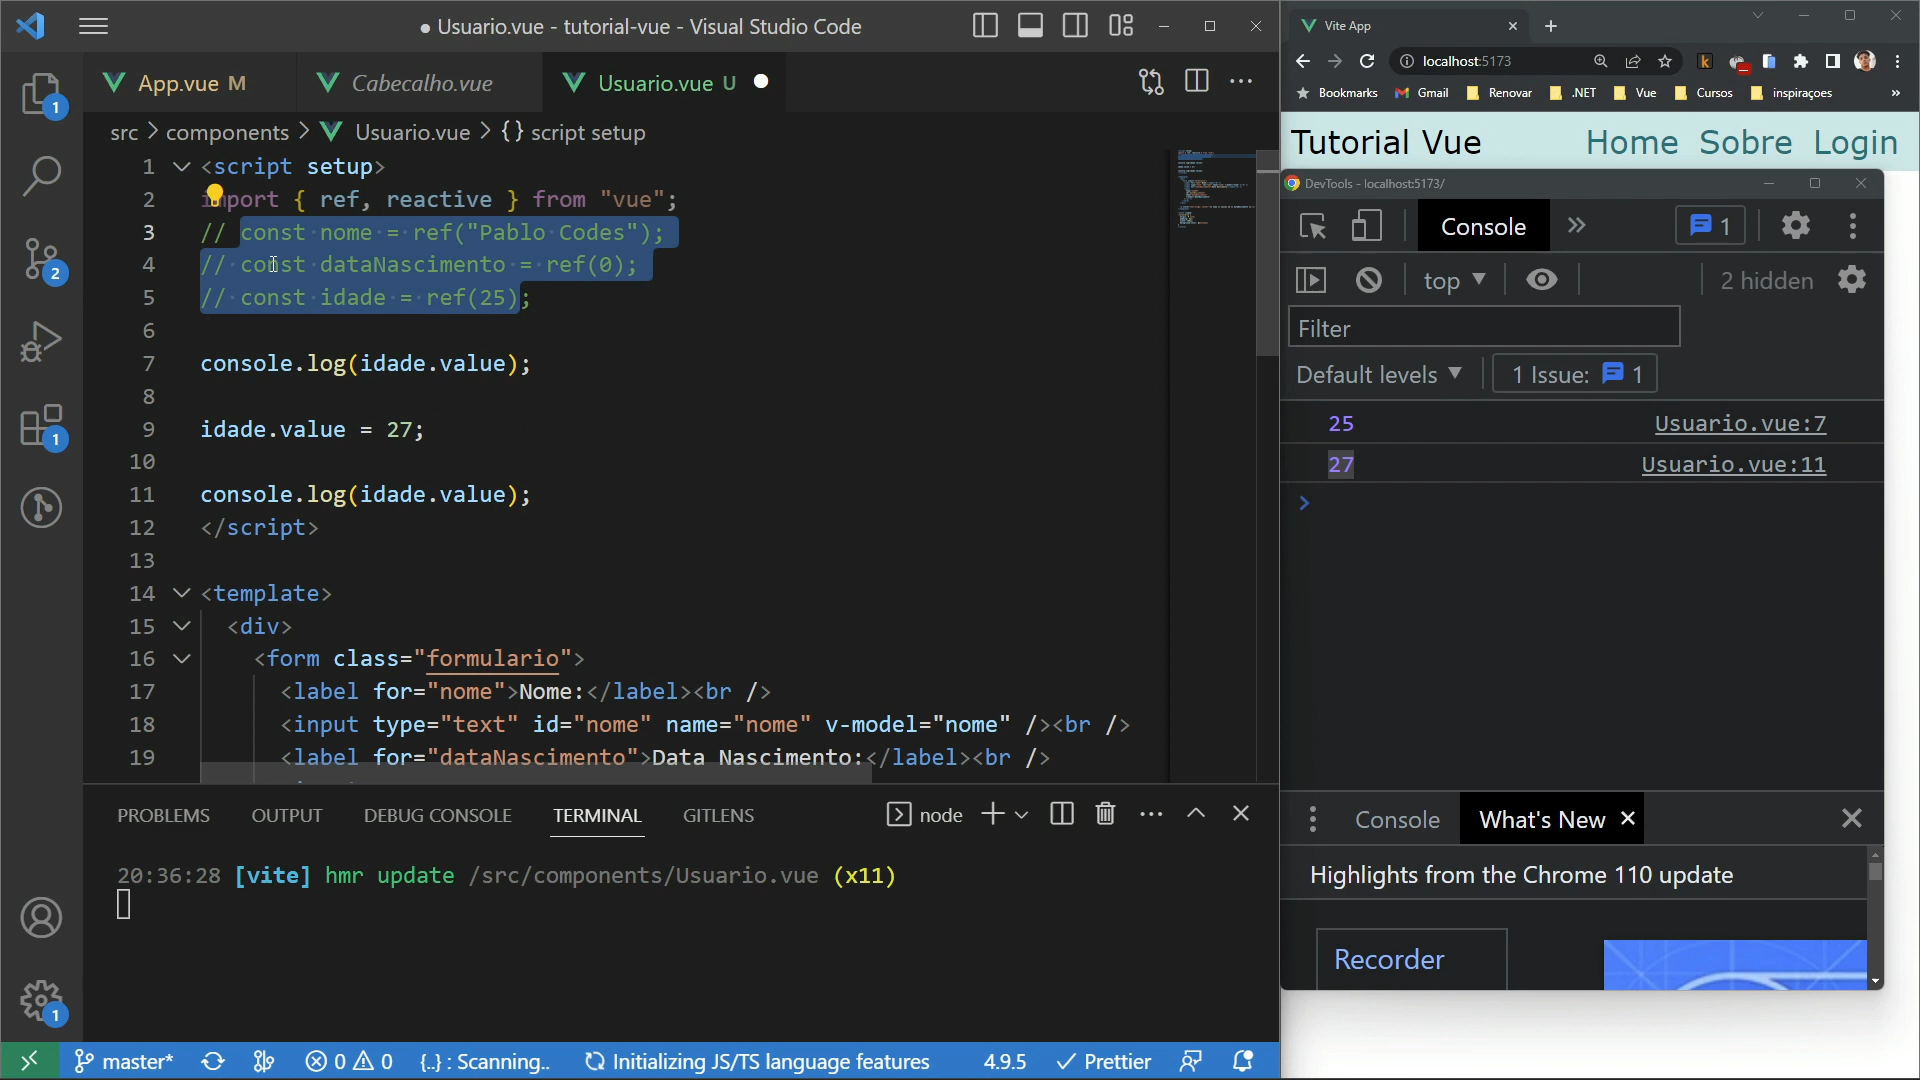 ● Usuario.vue - tutorial-vue - Visual Studio Code
App.vue M
Cabecalho.vue
Usuario.vue U
src > components > Usuario.vue > {} script setup
1 <script setup>
2 import { ref, reactive } from "vue";
3 // const nome = ref("Pablo Codes");
4 // const dataNascimento = ref(0);
5 // const idade = ref(25);
6
7 console.log(idade.value);
8
9 idade.value = 27;
10
11 console.log(idade.value);
12 </script>
13
14 <template>
15 <div>
16 <form class="formulario">
17 <label for="nome">Nome:</label><br />
18 <input type="text" id="nome" name="nome" v-model="nome" /><br />
19 <label for="dataNascimento">Data Nascimento:</label><br />
1
2
1
1
PROBLEMS OUTPUT DEBUG CONSOLE TERMINAL GITLENS
node
20:36:28 [vite] hmr update /src/components/Usuario.vue (x11)
master* 0 0 {..} : Scanning.. Initializing JS/TS language features 4.9.5 Prettier
Vite App
localhost:5173
Bookmarks Gmail Renovar .NET Vue Cursos inspiraçoes »
Tutorial Vue Home Sobre Login
DevTools - localhost:5173/
Console » 1
top 2 hidden
Filter
Default levels 1 Issue: 1
25 Usuario.vue:7
27 Usuario.vue:11
Console What's New
Highlights from the Chrome 110 update
Recorder